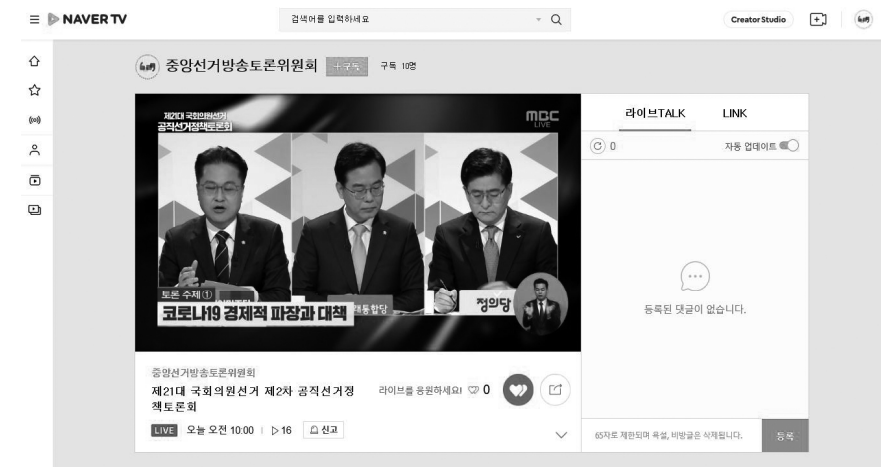 NAVER TV
검색어를 입력하세요
Creator Studio
중앙선거방송토론위원회
+구독
구독 10명
제21대 국회의원선거
공직선거정책토론회
MBC
LIVE
토론 주제①
코로나19 경제적 파장과 대책
래통합당
정의당
라이브TALK
LINK
0
자동 업데이트
등록된 댓글이 없습니다.
중앙선거방송토론위원회
제21대 국회의원선거 제2차 공직선거정
책토론회
라이브를 응원하세요!
0
LIVE 오늘 오전 10:00 16 신고
65자로 제한되며 욕설, 비방글은 삭제됩니다.
등록